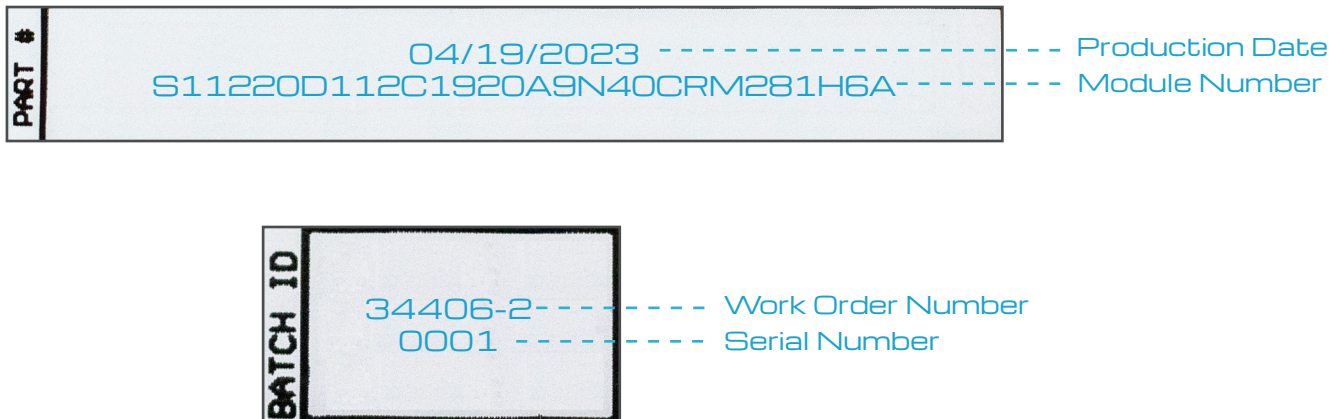 PART #
04/19/2023
Production Date
S11220D112C1920A9N40CRM281H6A
Module Number
BATCH ID
34406-2
Work Order Number
0001
Serial Number